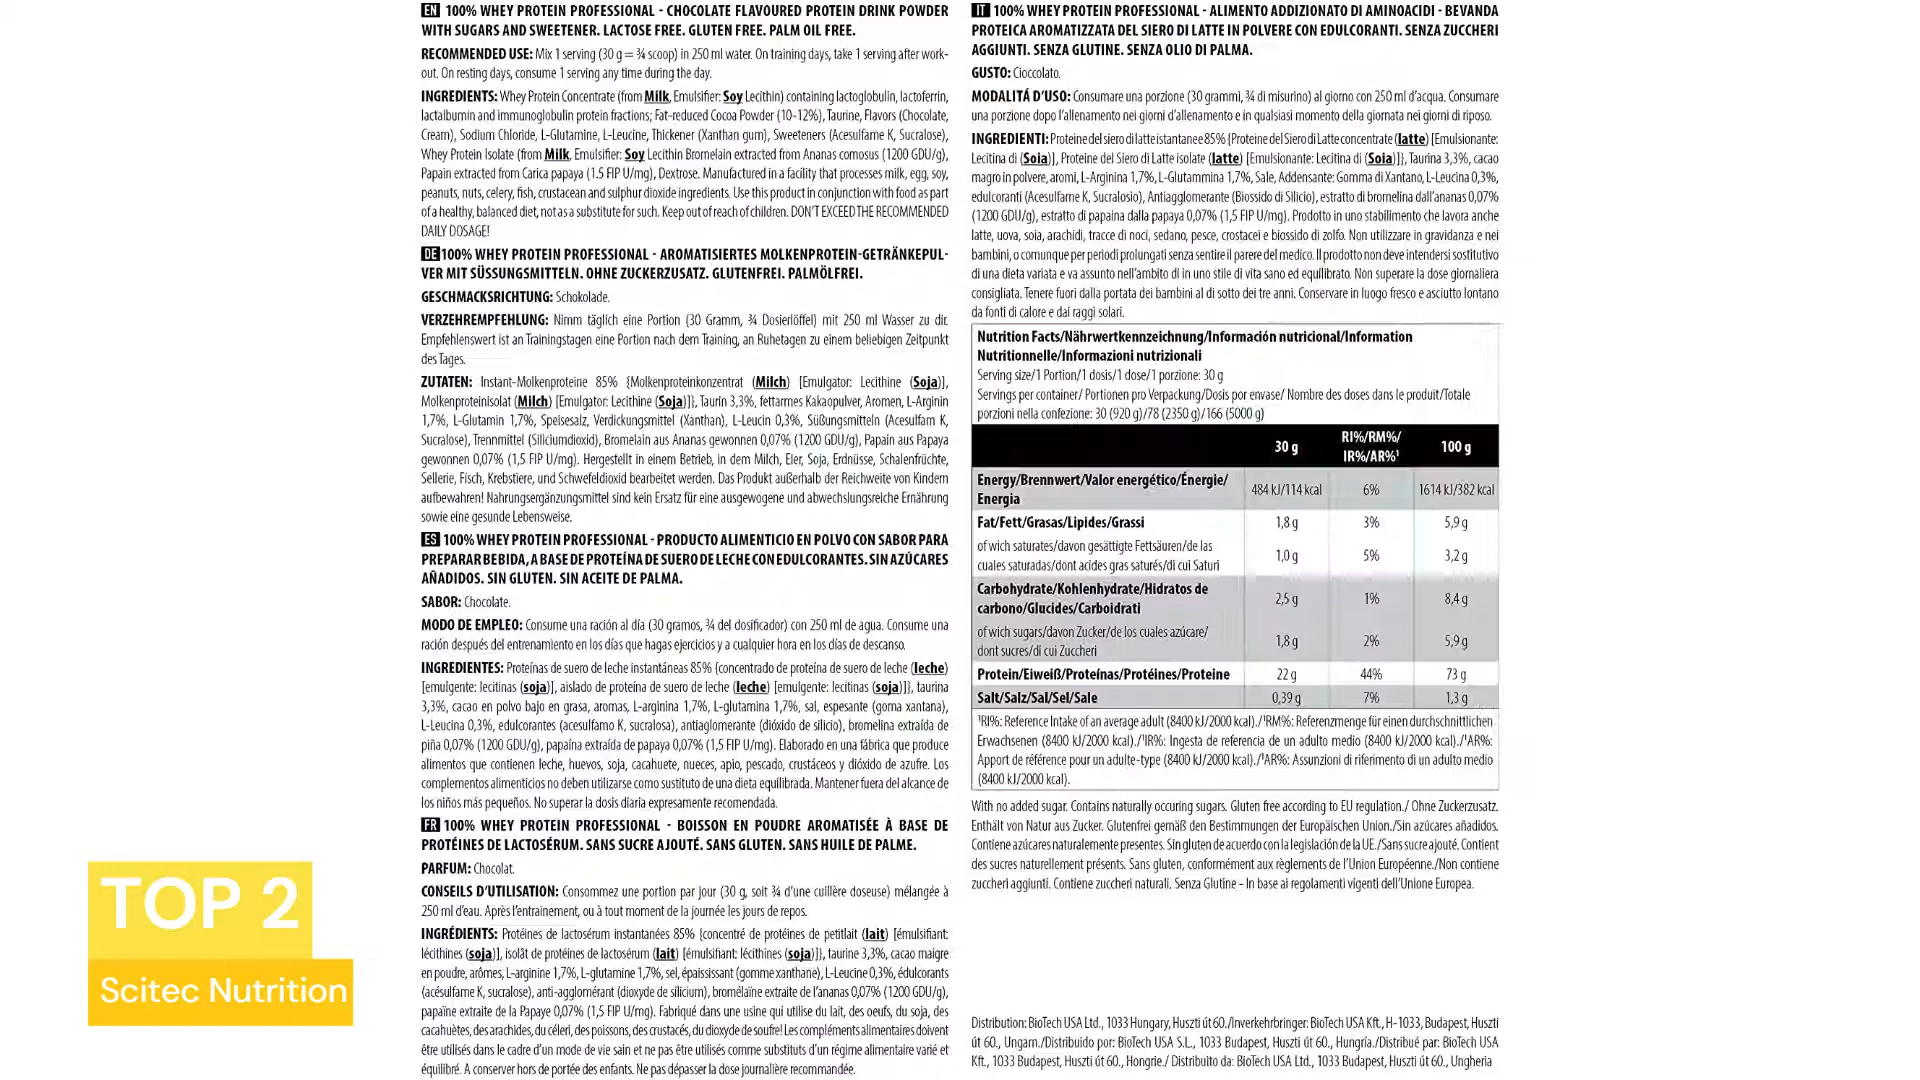 EN 100% WHEY PROTEIN PROFESSIONAL - CHOCOLATE FLAVOURED PROTEIN DRINK POWDER
WITH SUGARS AND SWEETENER. LACTOSE FREE. GLUTEN FREE. PALM OIL FREE.
RECOMMENDED USE: Mix 1 serving (30 g = ¾ scoop) in 250 ml water. On training days, take 1 serving after work-
out. On resting days, consume 1 serving any time during the day.
INGREDIENTS: Whey Protein Concentrate (from Milk, Emulsifier: Soy Lecithin) containing lactoglobulin, lactoferrin,
lactalbumin and immunoglobulin protein fractions; Fat-reduced Cocoa Powder (10-12%), Taurine, Flavors (Chocolate,
Cream), Sodium Chloride, L-Glutamine, L-Leucine, Thickener (Xanthan gum), Sweeteners (Acesulfame K, Sucralose),
Whey Protein Isolate (from Milk, Emulsifier: Soy Lecithin Bromelain extracted from Ananas comosus (1200 GDU/g),
Papain extracted from Carica papaya (1.5 FIP U/mg), Dextrose. Manufactured in a facility that processes milk, egg, soy,
peanuts, nuts, celery, fish, crustacean and sulphur dioxide ingredients. Use this product in conjunction with food as part
of a healthy, balanced diet, not as a substitute for such. Keep out of reach of children. DON'T EXCEED THE RECOMMENDED
DAILY DOSAGE!
DE 100% WHEY PROTEIN PROFESSIONAL - AROMATISIERTES MOLKENPROTEIN-GETRÄNKEPUL-
VER MIT SÜSSUNGSMITTELN. OHNE ZUCKERZUSATZ. GLUTENFREI. PALMÖLFREI.
GESCHMACKSRICHTUNG: Schokolade.
VERZEHREMPFEHLUNG: Nimm täglich eine Portion (30 Gramm, ¾ Dosierlöffel) mit 250 ml Wasser zu dir.
Empfehlenswert ist an Trainingstagen eine Portion nach dem Training, an Ruhetagen zu einem beliebigen Zeitpunkt
des Tages.
ZUTATEN: Instant-Molkenproteine 85% {Molkenproteinkonzentrat (Milch) [Emulgator: Lecithine (Soja)],
Molkenproteinisolat (Milch) [Emulgator: Lecithine (Soja)]}, Taurin 3,3%, fettarmes Kakaopulver, Aromen, L-Arginin
1,7%, L-Glutamin 1,7%, Speisesalz, Verdickungsmittel (Xanthan), L-Leucin 0,3%, Süßungsmitteln (Acesulfam K,
Sucralose), Trennmittel (Siliciumdioxid), Bromelain aus Ananas gewonnen 0,07% (1200 GDU/g), Papain aus Papaya
gewonnen 0,07% (1,5 FIP U/mg). Hergestellt in einem Betrieb, in dem Milch, Eier, Soja, Erdnüsse, Schalenfrüchte,
Sellerie, Fisch, Krebstiere, und Schwefeldioxid bearbeitet werden. Das Produkt außerhalb der Reichweite von Kindern
aufbewahren! Nahrungsergänzungsmittel sind kein Ersatz für eine ausgewogene und abwechslungsreiche Ernährung
sowie eine gesunde Lebensweise.
ES 100% WHEY PROTEIN PROFESSIONAL - PRODUCTO ALIMENTICIO EN POLVO CON SABOR PARA
PREPARAR BEBIDA, A BASE DE PROTEÍNA DE SUERO DE LECHE CON EDULCORANTES. SIN AZÚCARES
AÑADIDOS. SIN GLUTEN. SIN ACEITE DE PALMA.
SABOR: Chocolate.
MODO DE EMPLEO: Consume una ración al día (30 gramos, ¾ del dosificador) con 250 ml de agua. Consume una
ración después del entrenamiento en los días que hagas ejercicios y a cualquier hora en los días de descanso.
INGREDIENTES: Proteínas de suero de leche instantáneas 85% {concentrado de proteína de suero de leche (leche)
[emulgente: lecitinas (soja)], aislado de proteína de suero de leche (leche) [emulgente: lecitinas (soja)]}, taurina
3,3%, cacao en polvo bajo en grasa, aromas, L-arginina 1,7%, L-glutamina 1,7%, sal, espesante (goma xantana),
L-Leucina 0,3%, edulcorantes (acesulfamo K, sucralosa), antiaglomerante (dióxido de silicio), bromelina extraída de
piña 0,07% (1200 GDU/g), papaína extraída de papaya 0,07% (1,5 FIP U/mg). Elaborado en una fábrica que produce
alimentos que contienen leche, huevos, soja, cacahuete, nueces, apio, pescado, crustáceos y dióxido de azufre. Los
complementos alimenticios no deben utilizarse como sustituto de una dieta equilibrada. Mantener fuera del alcance de
los niños más pequeños. No superar la dosis diaria expresamente recomendada.
FR 100% WHEY PROTEIN PROFESSIONAL - BOISSON EN POUDRE AROMATISÉE À BASE DE
PROTÉINES DE LACTOSÉRUM. SANS SUCRE AJOUTÉ. SANS GLUTEN. SANS HUILE DE PALME.
PARFUM: Chocolat.
CONSEILS D'UTILISATION: Consommez une portion par jour (30 g, soit ¾ d'une cuillère doseuse) mélangée à
250 ml d'eau. Après l'entrainement, ou à tout moment de la journée les jours de repos.
INGRÉDIENTS: Protéines de lactosérum instantanées 85% {concentré de protéines de petitlait (lait) [émulsifiant:
lécithines (soja)], isolât de protéines de lactosérum (lait) [émulsifiant: lécithines (soja)]}, taurine 3,3%, cacao maigre
en poudre, arômes, L-arginine 1,7%, L-glutamine 1,7%, sel, épaississant (gomme xanthane), L-Leucine 0,3%, édulcorants
(acésulfame K, sucralose), anti-agglomérant (dioxyde de silicium), bromélaïne extraite de l'ananas 0,07% (1200 GDU/g),
papaïne extraite de la Papaye 0,07% (1,5 FIP U/mg). Fabriqué dans une usine qui utilise du lait, des oeufs, du soja, des
cacahuètes, des arachides, du céleri, des poissons, des crustacés, du dioxyde de soufre! Les compléments alimentaires doivent
être utilisés dans le cadre d'un mode de vie sain et ne pas être utilisés comme substituts d'un régime alimentaire varié et
équilibré. A conserver hors de portée des enfants. Ne pas dépasser la dose journalière recommandée.
IT 100% WHEY PROTEIN PROFESSIONAL - ALIMENTO ADDIZIONATO DI AMINOACIDI - BEVANDA
PROTEICA AROMATIZZATA DEL SIERO DI LATTE IN POLVERE CON EDULCORANTI. SENZA ZUCCHERI
AGGIUNTI. SENZA GLUTINE. SENZA OLIO DI PALMA.
GUSTO: Cioccolato.
MODALITÁ D'USO: Consumare una porzione (30 grammi, ¾ di misurino) al giorno con 250 ml d'acqua. Consumare
una porzione dopo l'allenamento nei giorni d'allenamento e in qualsiasi momento della giornata nei giorni di riposo.
INGREDIENTI: Proteine del siero di latte istantanee 85% {Proteine del Siero di Latte concentrate (latte) [Emulsionante:
Lecitina di (Soia)], Proteine del Siero di Latte isolate (latte) [Emulsionante: Lecitina di (Soia)]}, Taurina 3,3%, cacao
magro in polvere, aromi, L-Arginina 1,7%, L-Glutammina 1,7%, Sale, Addensante: Gomma di Xantano, L-Leucina 0,3%,
edulcoranti (Acesulfame K, Sucralosio), Antiagglomerante (Biossido di Silicio), estratto di bromelina dall'ananas 0,07%
(1200 GDU/g), estratto di papaina dalla papaya 0,07% (1,5 FIP U/mg). Prodotto in uno stabilimento che lavora anche
latte, uova, soia, arachidi, tracce di noci, sedano, pesce, crostacei e biossido di zolfo. Non utilizzare in gravidanza e nei
bambini, o comunque per periodi prolungati senza sentire il parere del medico. Il prodotto non deve intendersi sostitutivo
di una dieta variata e va assunto nell'ambito di in uno stile di vita sano ed equilibrato. Non superare la dose giornaliera
consigliata. Tenere fuori dalla portata dei bambini al di sotto dei tre anni. Conservare in luogo fresco e asciutto lontano
da fonti di calore e dai raggi solari.
Nutrition Facts/Nährwertkennzeichnung/Información nutricional/Information
Nutritionnelle/Informazioni nutrizionali
Serving size/1 Portion/1 dosis/1 dose/1 porzione: 30 g
Servings per container/ Portionen pro Verpackung/Dosis por envase/ Nombre des doses dans le produit/Totale
porzioni nella confezione: 30 (920 g)/78 (2350 g)/166 (5000 g)
30 g RI%/RM%/ IR%/AR%¹ 100 g
Energy/Brennwert/Valor energético/Énergie/
Energia 484 kJ/114 kcal 6% 1614 kJ/382 kcal
Fat/Fett/Grasas/Lipides/Grassi 1,8 g 3% 5,9 g
of wich saturates/davon gesättigte Fettsäuren/de las
cuales saturadas/dont acides gras saturés/di cui Saturi 1,0 g 5% 3,2 g
Carbohydrate/Kohlenhydrate/Hidratos de
carbono/Glucides/Carboidrati 2,5 g 1% 8,4 g
of wich sugars/davon Zucker/de los cuales azúcare/
dont sucres/di cui Zuccheri 1,8 g 2% 5,9 g
Protein/Eiweiß/Proteínas/Protéines/Proteine 22 g 44% 73 g
Salt/Salz/Sal/Sel/Sale 0,39 g 7% 1,3 g
¹RI%: Reference Intake of an average adult (8400 kJ/2000 kcal)./¹RM%: Referenzmenge für einen durchschnittlichen
Erwachsenen (8400 kJ/2000 kcal)./¹IR%: Ingesta de referencia de un adulto medio (8400 kJ/2000 kcal)./¹AR%:
Apport de référence pour un adulte-type (8400 kJ/2000 kcal)./¹AR%: Assunzioni di riferimento di un adulto medio
(8400 kJ/2000 kcal).
With no added sugar. Contains naturally occuring sugars. Gluten free according to EU regulation./ Ohne Zuckerzusatz.
Enthält von Natur aus Zucker. Glutenfrei gemäß den Bestimmungen der Europäischen Union./Sin azúcares añadidos.
Contiene azúcares naturalmente presentes. Sin gluten de acuerdo con la legislación de la UE./Sans sucre ajouté. Contient
des sucres naturellement présents. Sans gluten, conformément aux règlements de l'Union Européenne./Non contiene
zuccheri aggiunti. Contiene zuccheri naturali. Senza Glutine - In base ai regolamenti vigenti dell'Unione Europea.
Distribution: BioTech USA Ltd., 1033 Hungary, Huszti út 60./Inverkehrbringer: BioTech USA Kft., H-1033, Budapest, Huszti
út 60., Ungarn./Distribuido por: BioTech USA S.L., 1033 Budapest, Huszti út 60., Hungría./Distribué par: BioTech USA
Kft., 1033 Budapest, Huszti út 60., Hongrie./ Distribuito da: BioTech USA Ltd., 1033 Budapest, Huszti út 60., Ungheria
TOP 2
Scitec Nutrition